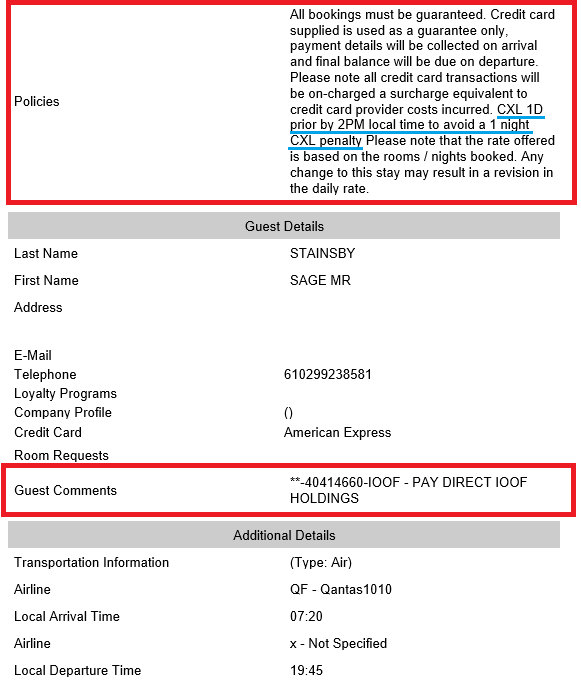 Policies
All bookings must be guaranteed. Credit card
supplied is used as a guarantee only,
payment details will be collected on arrival
and final balance will be due on departure.
Please note all credit card transactions will
be on-charged a surcharge equivalent to
credit card provider costs incurred. CXL 1D
prior by 2PM local time to avoid a 1 night
CXL penalty Please note that the rate offered
is based on the rooms / nights booked. Any
change to this stay may result in a revision in
the daily rate.
Guest Details
Last Name STAINSBY
First Name SAGE MR
Address
E-Mail
Telephone 610299238581
Loyalty Programs
Company Profile ()
Credit Card American Express
Room Requests
Guest Comments **-40414660-IOOF - PAY DIRECT IOOF
HOLDINGS
Additional Details
Transportation Information (Type: Air)
Airline QF - Qantas1010
Local Arrival Time 07:20
Airline x - Not Specified
Local Departure Time 19:45